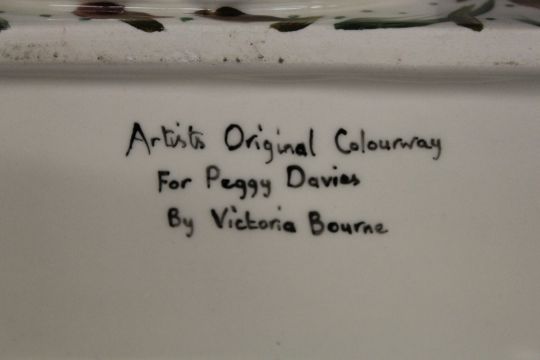 Artists Original Colourway
For Peggy Davies
By Victoria Bourne